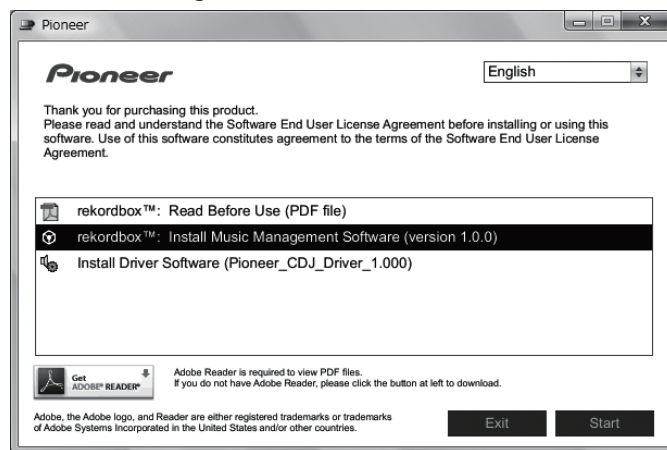 Pioneer
Pioneer
English
Thank you for purchasing this product.
Please read and understand the Software End User License Agreement before installing or using this
software. Use of this software constitutes agreement to the terms of the Software End User License
Agreement.
rekordbox™: Read Before Use (PDF file)
rekordbox™: Install Music Management Software (version 1.0.0)
Install Driver Software (Pioneer_CDJ_Driver_1.000)
Get
ADOBE® READER®
Adobe Reader is required to view PDF files.
If you do not have Adobe Reader, please click the button at left to download.
Adobe, the Adobe logo, and Reader are either registered trademarks or trademarks
of Adobe Systems Incorporated in the United States and/or other countries.
Exit
Start